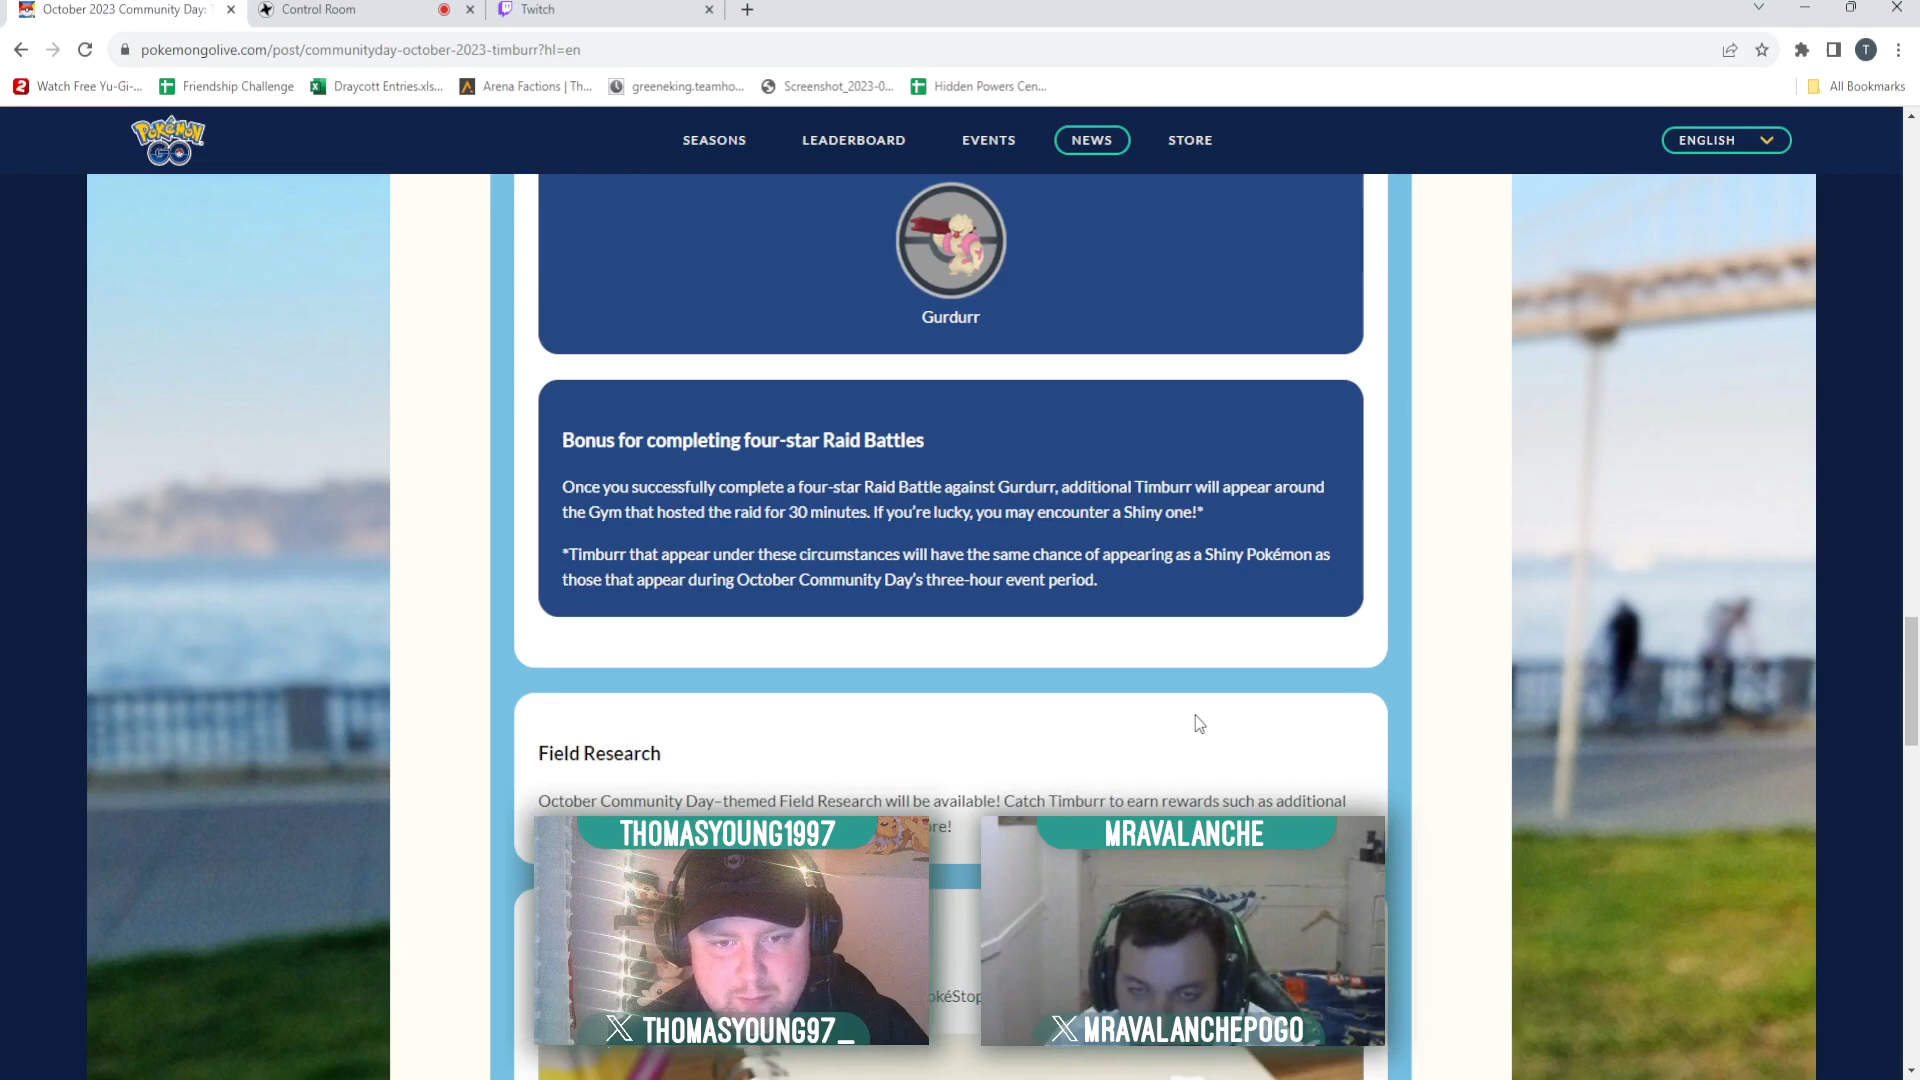 October 2023 Community Day: T
Control Room
Twitch
pokemongolive.com/post/communityday-october-2023-timburr?hl=en
T
Watch Free Yu-Gi-...
Friendship Challenge
Draycott Entries.xls...
Arena Factions | Th...
greeneking.teamho...
Screenshot_2023-0...
Hidden Powers Cen...
All Bookmarks
POKÉMON GO
SEASONS
LEADERBOARD
EVENTS
NEWS
STORE
ENGLISH
Gurdurr
Bonus for completing four-star Raid Battles
Once you successfully complete a four-star Raid Battle against Gurdurr, additional Timburr will appear around
the Gym that hosted the raid for 30 minutes. If you’re lucky, you may encounter a Shiny one!*
*Timburr that appear under these circumstances will have the same chance of appearing as a Shiny Pokémon as
those that appear during October Community Day’s three-hour event period.
Field Research
October Community Day–themed Field Research will be available! Catch Timburr to earn rewards such as additional
re!
THOMASYOUNG1997
MRAVALANCHE
okéStop
X THOMASYOUNG97_
X MRAVALANCHEPOGO